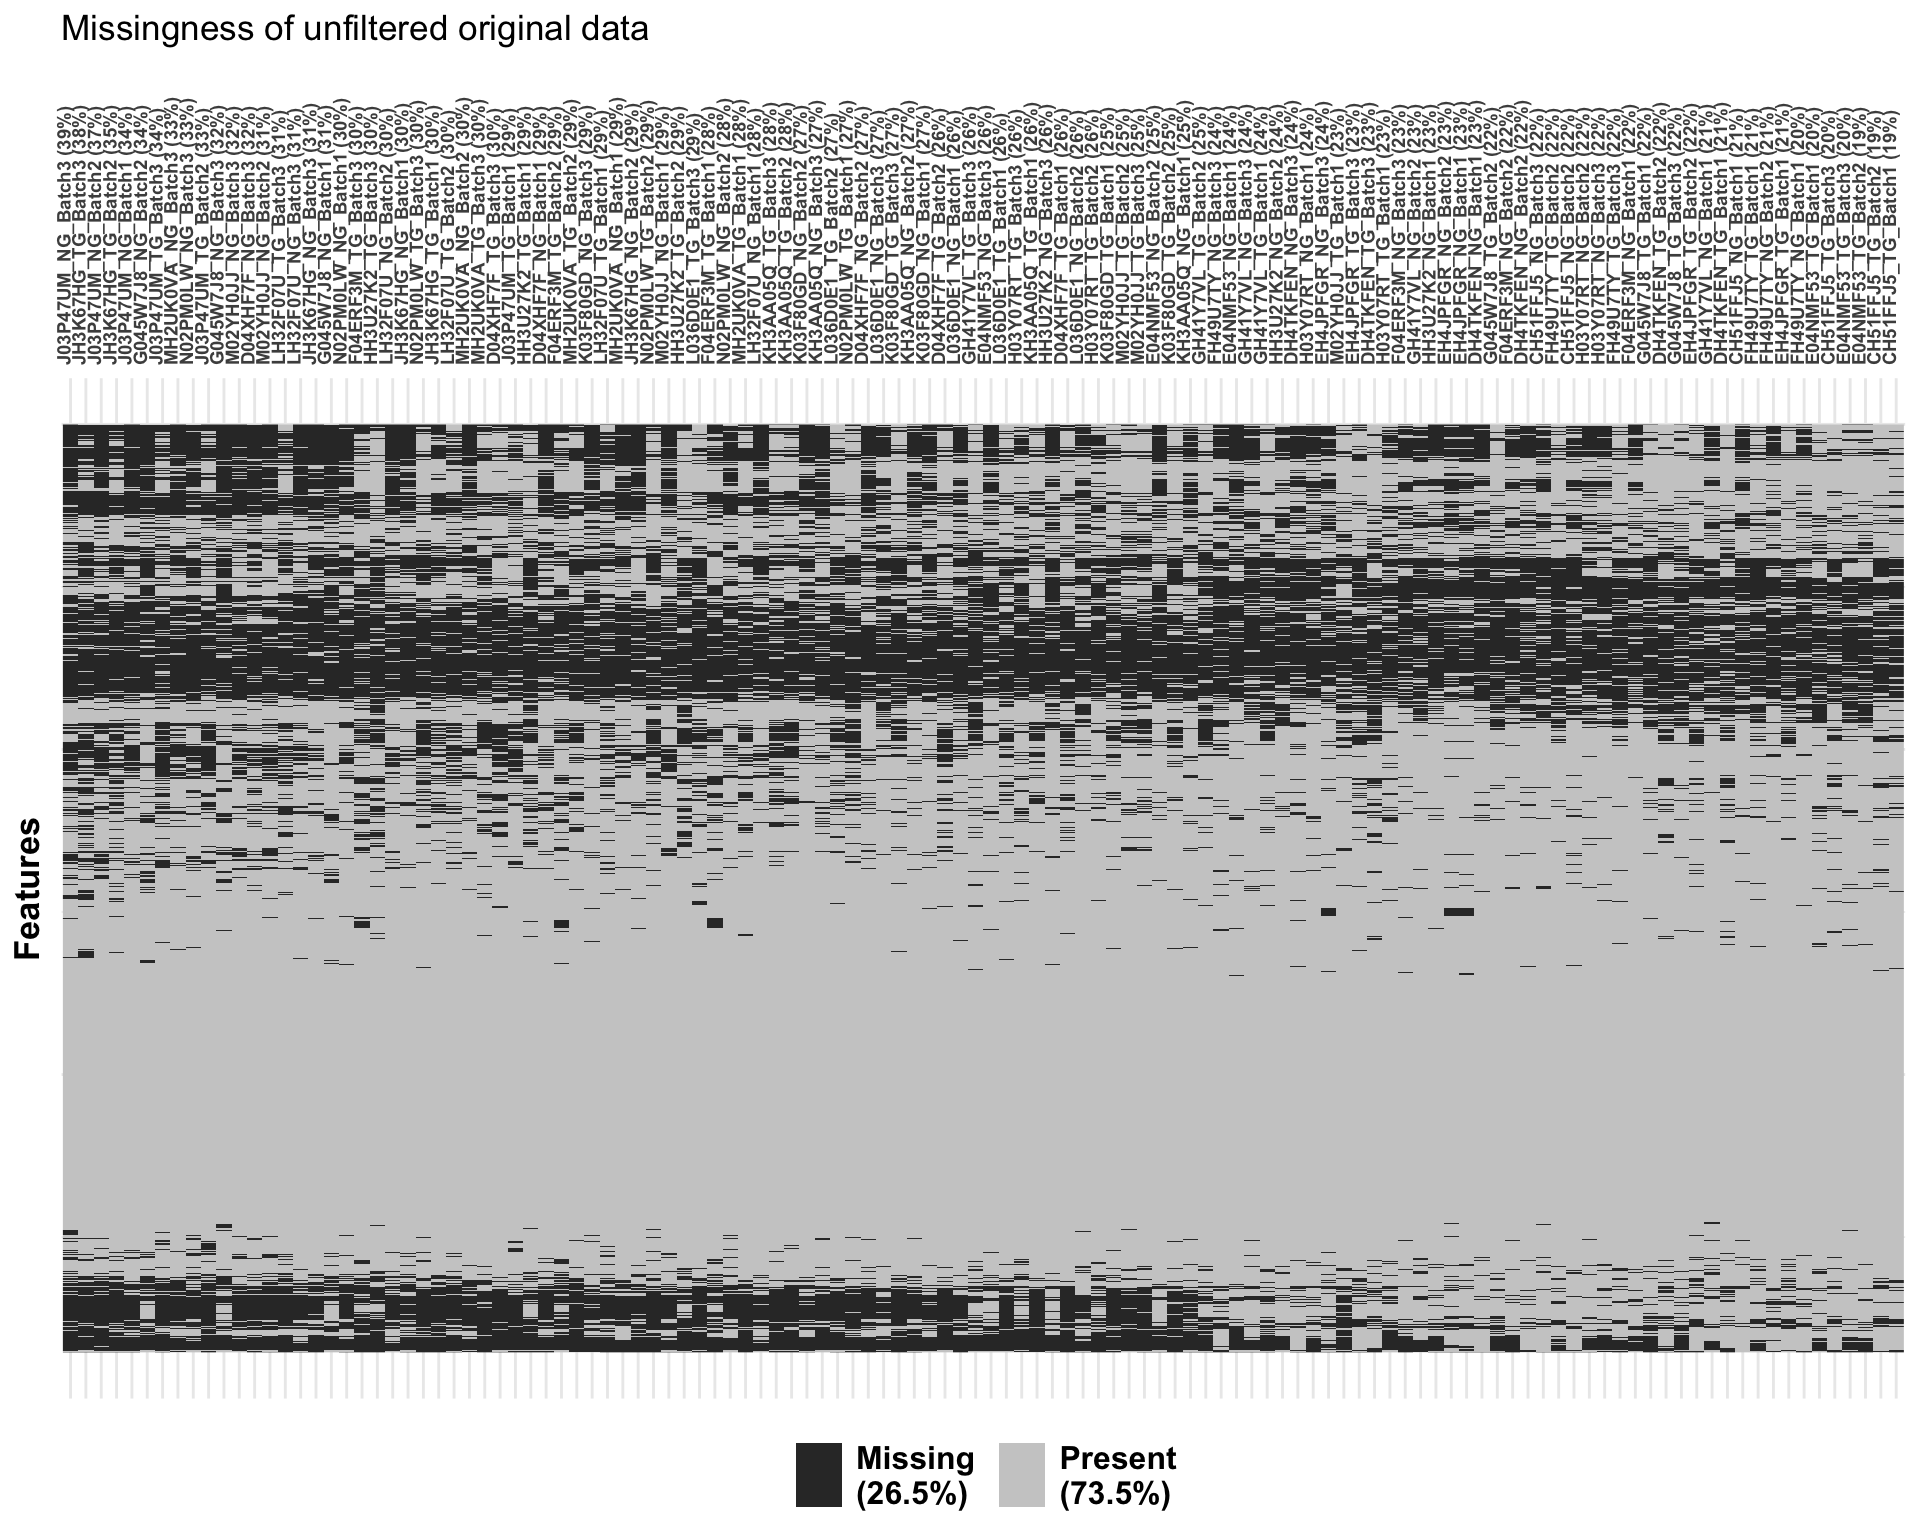 Missingness of unfiltered original data
J03P47UM_NG_Batch3 (39%)
JH3K67HG_TG_Batch3 (38%)
J03P47UM_NG_Batch2 (37%)
JH3K67HG_TG_Batch2 (35%)
J03P47UM_NG_Batch1 (34%)
G045W7J8_NG_Batch2 (34%)
J03P47UM_TG_Batch3 (34%)
MH2UK0VA_NG_Batch3 (33%)
N02PM0LW_NG_Batch3 (33%)
J03P47UM_TG_Batch2 (33%)
G045W7J8_NG_Batch3 (32%)
M02YH0JJ_NG_Batch3 (32%)
D04XHF7F_NG_Batch3 (32%)
M02YH0JJ_NG_Batch2 (31%)
LH32F07U_TG_Batch2 (31%)
LH32F07U_NG_Batch3 (31%)
JH3K67HG_NG_Batch3 (31%)
G045W7J8_NG_Batch1 (31%)
N02PM0LW_NG_Batch1 (30%)
F04ERF3M_TG_Batch3 (30%)
HH3U27K2_TG_Batch3 (30%)
LH32F07U_NG_Batch2 (30%)
JH3K67HG_NG_Batch1 (30%)
N02PM0LW_TG_Batch3 (30%)
JH3K67HG_TG_Batch1 (30%)
LH32F07U_TG_Batch2 (30%)
MH2UK0VA_NG_Batch2 (30%)
MH2UK0VA_TG_Batch3 (30%)
D04XHF7F_TG_Batch3 (30%)
J03P47UM_TG_Batch1 (29%)
HH3U27K2_TG_Batch1 (29%)
D04XHF7F_NG_Batch1 (29%)
F04ERF3M_TG_Batch2 (29%)
MH2UK0VA_TG_Batch2 (29%)
K03F80GD_NG_Batch3 (29%)
LH32F07U_TG_Batch1 (29%)
MH2UK0VA_NG_Batch1 (29%)
JH3K67HG_NG_Batch2 (29%)
N02PM0LW_TG_Batch2 (29%)
M02YH0JJ_NG_Batch1 (29%)
HH3U27K2_TG_Batch2 (29%)
L036D0E1_TG_Batch3 (29%)
F04ERF3M_TG_Batch1 (28%)
N02PM0LW_NG_Batch2 (28%)
MH2UK0VA_TG_Batch1 (28%)
LH32F07U_NG_Batch1 (28%)
KH3AA05Q_TG_Batch3 (28%)
KH3AA05Q_TG_Batch2 (28%)
K03F80GD_NG_Batch2 (27%)
KH3AA05Q_NG_Batch3 (27%)
L036D0E1_TG_Batch2 (27%)
N02PM0LW_TG_Batch1 (27%)
D04XHF7F_NG_Batch2 (27%)
L036D0E1_NG_Batch3 (27%)
K03F80GD_TG_Batch3 (27%)
KH3AA05Q_NG_Batch2 (27%)
K03F80GD_NG_Batch1 (27%)
D04XHF7F_TG_Batch2 (26%)
L036D0E1_NG_Batch1 (26%)
GH41Y7VL_TG_Batch3 (26%)
E04NMF53_NG_Batch3 (26%)
L036D0E1_TG_Batch1 (26%)
H03Y07RT_TG_Batch3 (26%)
KH3AA05Q_TG_Batch1 (26%)
HH3U27K2_NG_Batch3 (26%)
D04XHF7F_TG_Batch1 (26%)
L036D0E1_NG_Batch2 (26%)
H03Y07RT_TG_Batch2 (26%)
K03F80GD_TG_Batch1 (25%)
M02YH0JJ_TG_Batch2 (25%)
M02YH0JJ_TG_Batch3 (25%)
E04NMF53_NG_Batch2 (25%)
K03F80GD_TG_Batch2 (25%)
KH3AA05Q_NG_Batch1 (25%)
GH41Y7VL_TG_Batch2 (25%)
FH49U7TY_TG_Batch3 (24%)
E04NMF53_NG_Batch1 (24%)
GH41Y7VL_NG_Batch3 (24%)
GH41Y7VL_TG_Batch1 (24%)
HH3U27K2_NG_Batch2 (24%)
DH4TKFEN_NG_Batch3 (24%)
H03Y07RT_NG_Batch1 (24%)
EH4JPFGR_NG_Batch3 (24%)
M02YH0JJ_TG_Batch1 (23%)
EH4JPFGR_TG_Batch3 (23%)
DH4TKFEN_TG_Batch3 (23%)
H03Y07RT_TG_Batch1 (23%)
F04ERF3M_NG_Batch3 (23%)
GH41Y7VL_NG_Batch2 (23%)
HH3U27K2_NG_Batch1 (23%)
EH4JPFGR_NG_Batch2 (23%)
EH4JPFGR_NG_Batch1 (23%)
DH4TKFEN_NG_Batch1 (23%)
G045W7J8_TG_Batch2 (22%)
F04ERF3M_NG_Batch2 (22%)
DH4TKFEN_NG_Batch2 (22%)
CH51FFJ5_NG_Batch3 (22%)
FH49U7TY_TG_Batch2 (22%)
CH51FFJ5_NG_Batch2 (22%)
H03Y07RT_NG_Batch2 (22%)
H03Y07RT_NG_Batch3 (22%)
FH49U7TY_TG_Batch3 (22%)
F04ERF3M_NG_Batch1 (22%)
G045W7J8_TG_Batch1 (22%)
DH4TKFEN_TG_Batch2 (22%)
G045W7J8_TG_Batch3 (22%)
EH4JPFGR_TG_Batch2 (22%)
GH41Y7VL_NG_Batch1 (21%)
DH4TKFEN_TG_Batch1 (21%)
CH51FFJ5_NG_Batch1 (21%)
FH49U7TY_TG_Batch1 (21%)
FH49U7TY_NG_Batch2 (21%)
EH4JPFGR_TG_Batch1 (21%)
FH49U7TY_NG_Batch1 (20%)
E04NMF53_TG_Batch1 (20%)
CH51FFJ5_TG_Batch3 (20%)
E04NMF53_TG_Batch3 (20%)
E04NMF53_TG_Batch2 (19%)
CH51FFJ5_TG_Batch2 (19%)
CH51FFJ5_TG_Batch1 (19%)
Features
Missing
(26.5%)
Present
(73.5%)